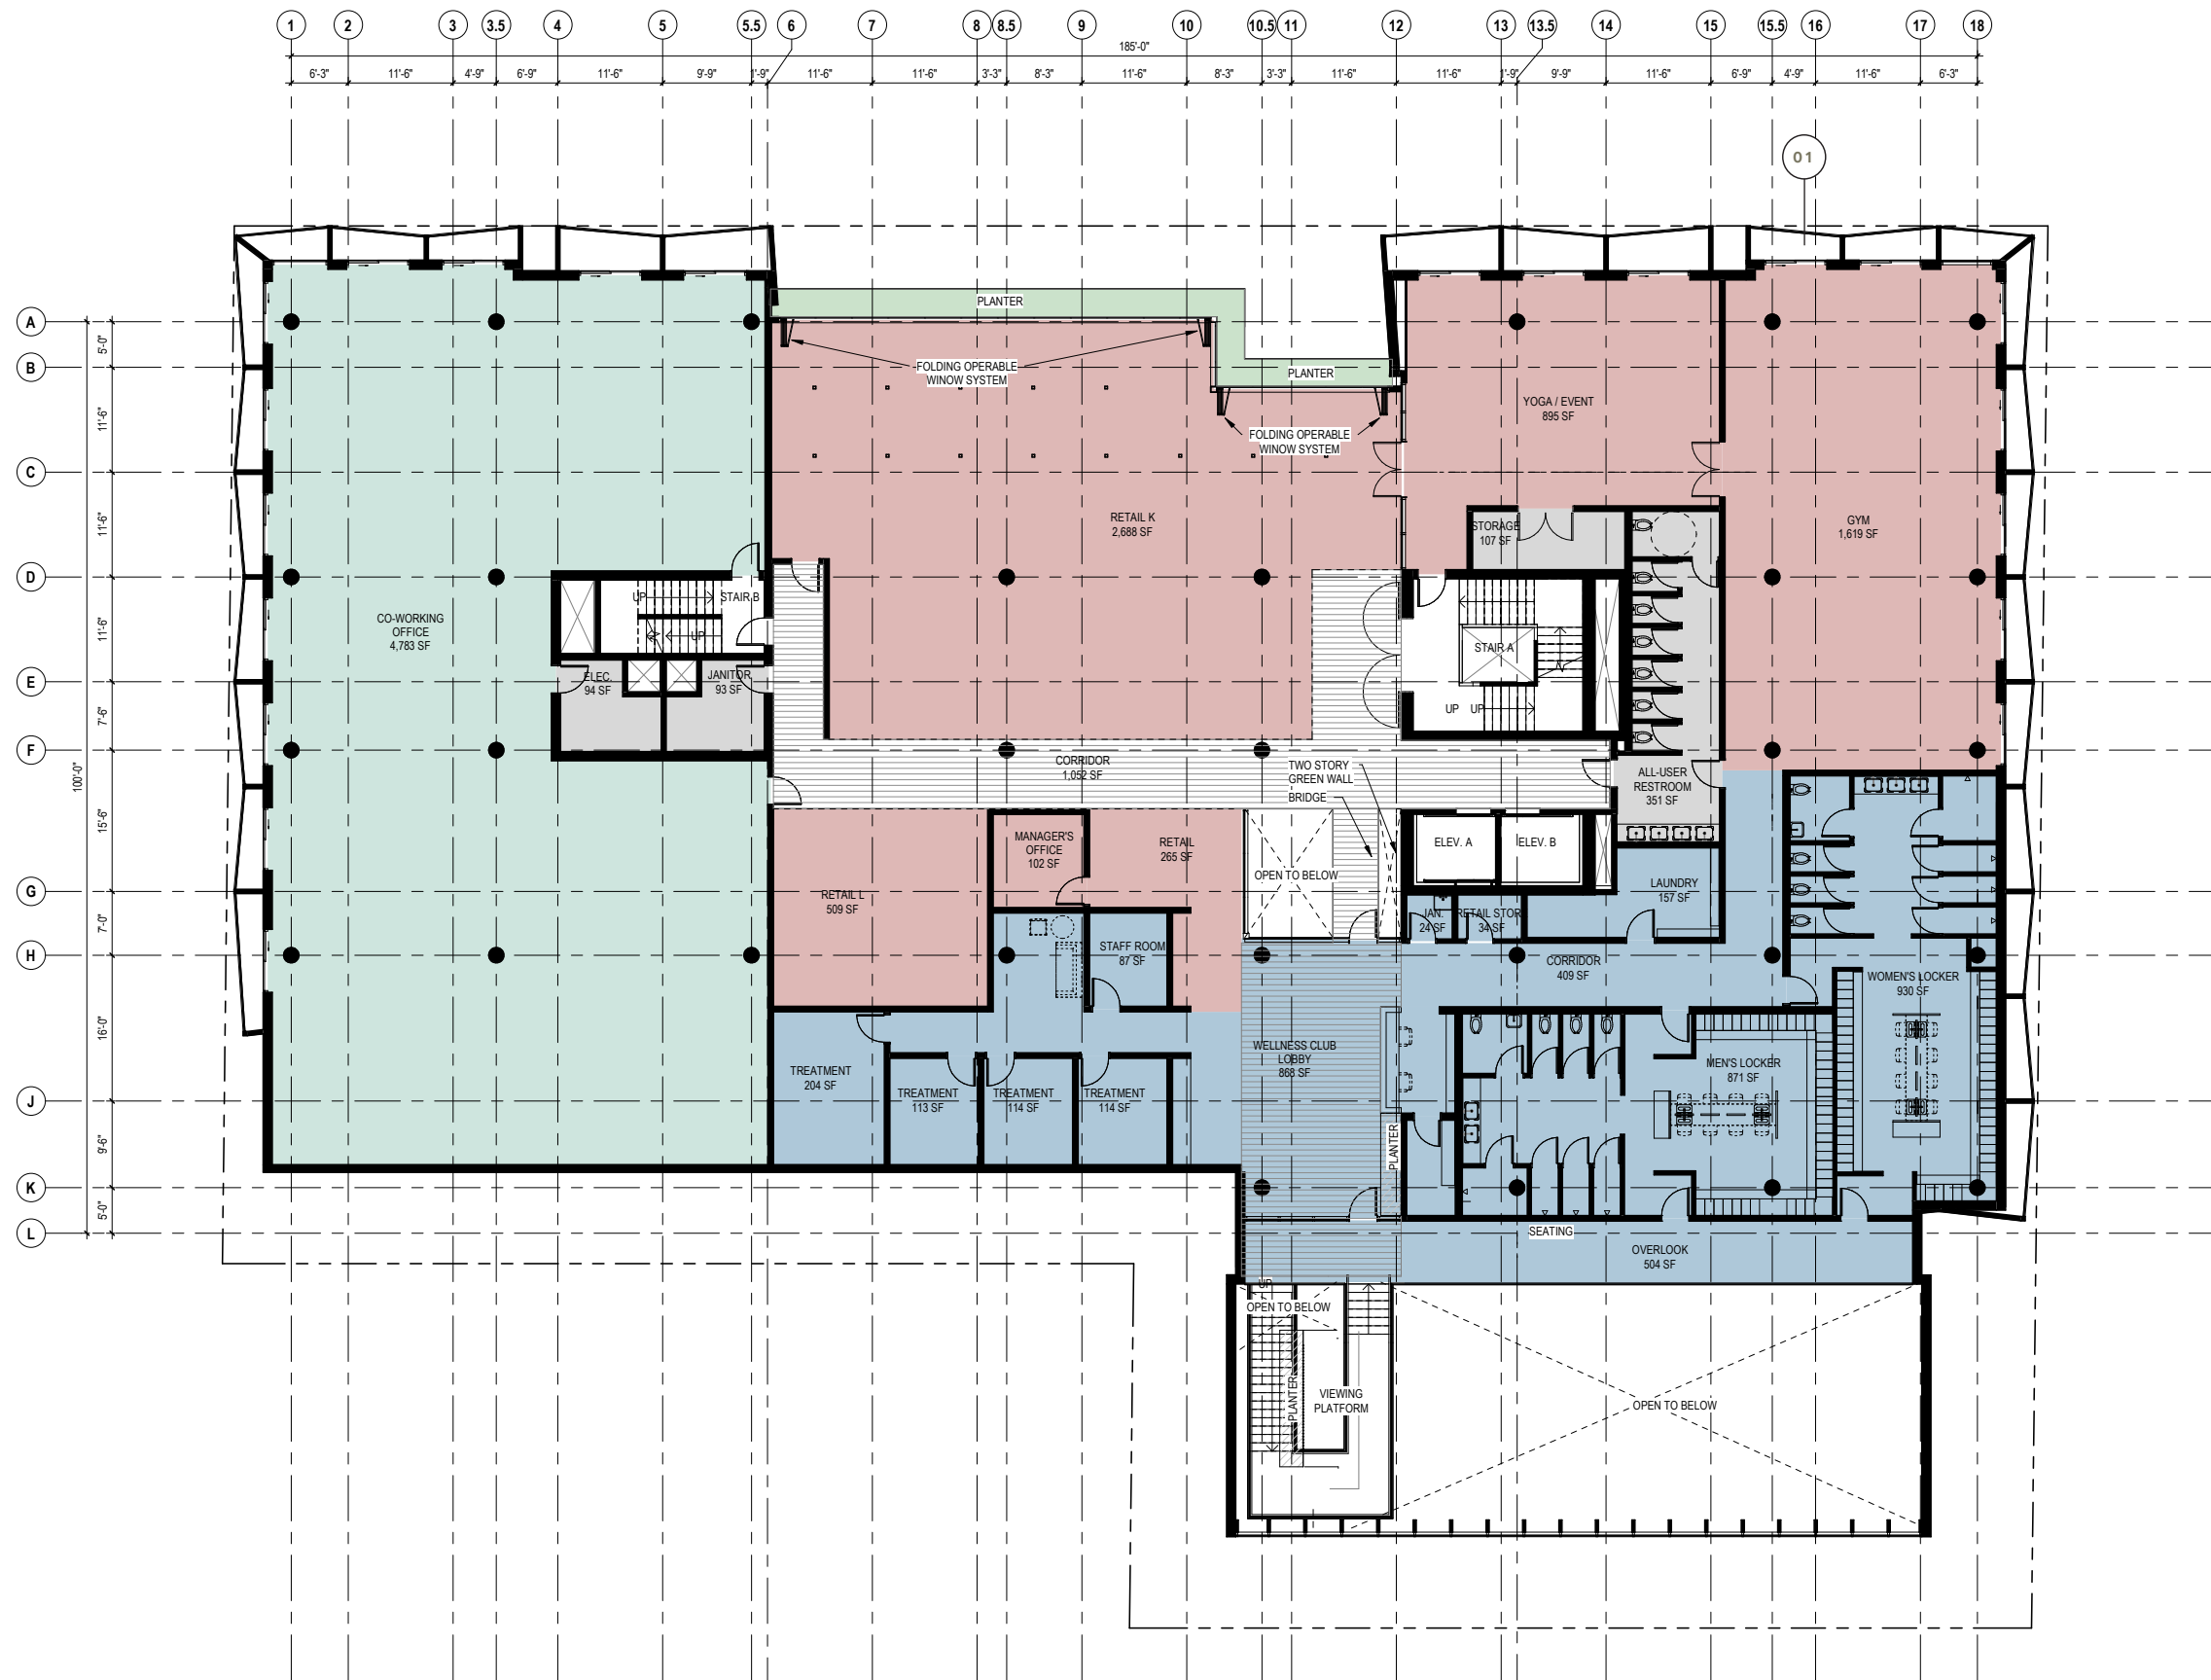 1 2 3 3.5 4 5 5.5 6 7 8 8.5 9 10 10.5 11 12 13 13.5 14 15 15.5 16 17 18
185'-0"
6'-3" 11'-6" 4'-9" 6'-9" 11'-6" 9'-9" 1'-9" 11'-6" 11'-6" 3'-3" 8'-3" 11'-6" 8'-3" 3'-3" 11'-6" 11'-6" 1'-9" 9'-9" 11'-6" 6'-9" 4'-9" 11'-6" 6'-3"
01
A
B
C
D
E
F
G
H
J
K
L
5'-0"
11'-6"
11'-6"
11'-6"
7'-6"
15'-6"
7'-0"
16'-0"
9'-6"
5'-0"
100'-0"
PLANTER
FOLDING OPERABLE
WINOW SYSTEM
PLANTER
FOLDING OPERABLE
WINOW SYSTEM
YOGA / EVENT
895 SF
RETAIL K
2,688 SF
STORAGE
107 SF
GYM
1,619 SF
CO-WORKING
OFFICE
4,783 SF
UP
STAIR B
UP
ELEC.
94 SF
JANITOR
93 SF
STAIR A
UP UP
CORRIDOR
1,052 SF
TWO STORY
GREEN WALL
BRIDGE
ALL-USER
RESTROOM
351 SF
MANAGER'S
OFFICE
102 SF
RETAIL
265 SF
ELEV. A
ELEV. B
OPEN TO BELOW
RETAIL L
509 SF
LAUNDRY
157 SF
JAN.
24 SF
RETAIL STOR.
34 SF
STAFF ROOM
87 SF
CORRIDOR
409 SF
WOMEN'S LOCKER
930 SF
WELLNESS CLUB
LOBBY
868 SF
MEN'S LOCKER
871 SF
TREATMENT
204 SF
TREATMENT
113 SF
TREATMENT
114 SF
TREATMENT
114 SF
PLANTER
SEATING
OVERLOOK
504 SF
UP
OPEN TO BELOW
PLANTER
VIEWING
PLATFORM
OPEN TO BELOW